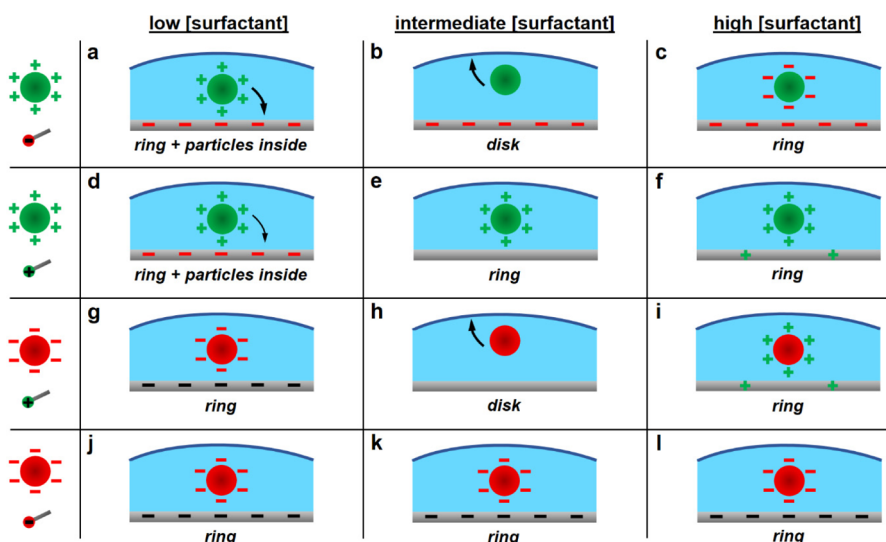 low [surfactant] intermediate [surfactant] high [surfactant]
a b c
ring + particles inside disk ring
d e f
ring + particles inside ring ring
g h i
ring disk ring
j k l
ring ring ring